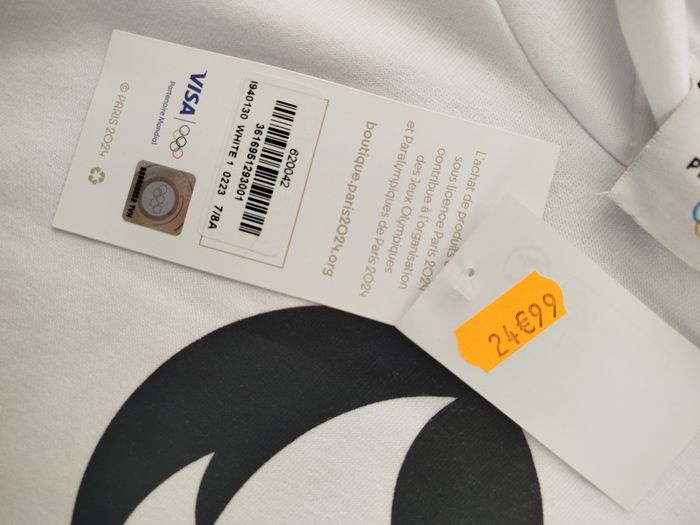 L'achat de produits
sous licence Paris 2024
contribue à l'organisation
des Jeux Olympiques
et Paralympiques de Paris 2024
boutique.paris2024.org
620042
3616951293001
I940130 WHITE 1 0223 7/8A
VISA
Partenaire Mondial
© PARIS 2024
24€99